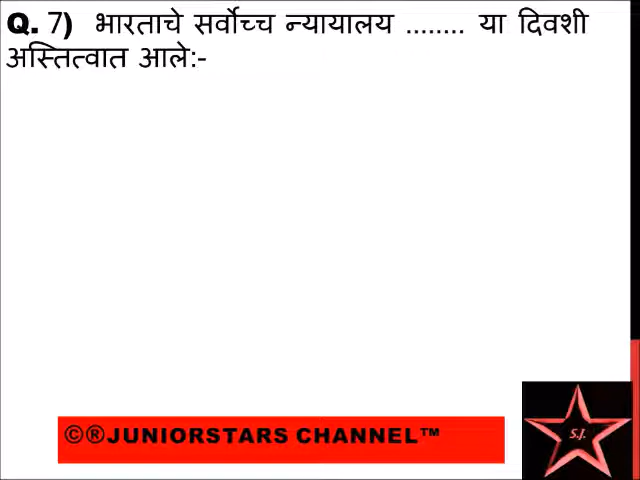 Q. 7) भारताचे सर्वोच्च न्यायालय ........ या दिवशी
अस्तित्वात आले:-
©®JUNIORSTARS CHANNEL™
S.J.